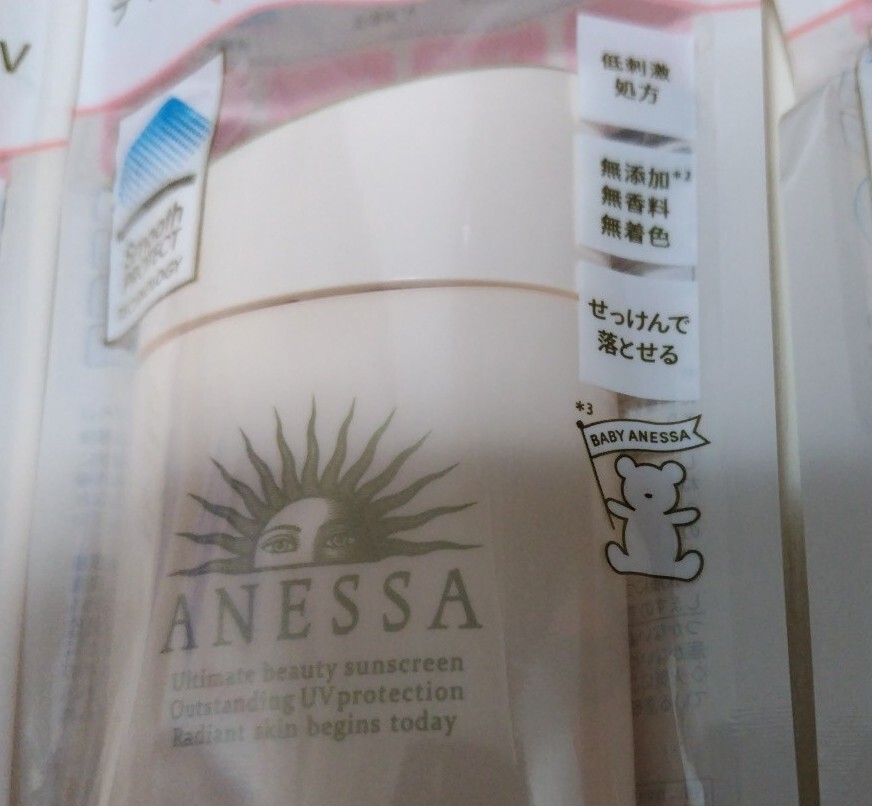 Smooth
PROTECT
TECHNOLOGY
低刺激
処方
無添加*2
無香料
無着色
せっけんで
落とせる
*3
BABY ANESSA
ANESSA
Ultimate beauty sunscreen
Outstanding UV protection
Radiant skin begins today